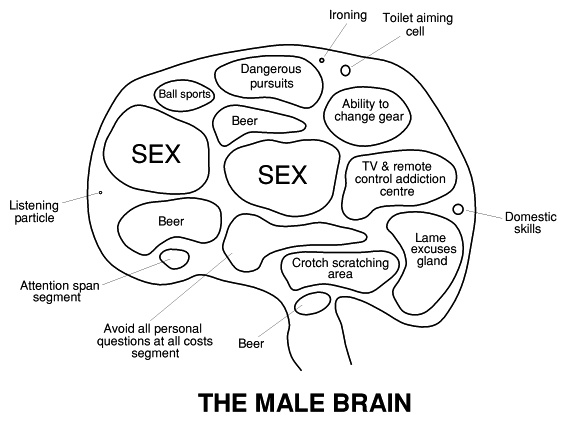 Ironing
Toilet aiming
cell
Dangerous
pursuits
Ball sports
Ability to
change gear
Beer
SEX
SEX
TV & remote
control addiction
centre
Listening
particle
Beer
Domestic
skills
Lame
excuses
gland
Crotch scratching
area
Attention span
segment
Avoid all personal
questions at all costs
segment
Beer
THE MALE BRAIN